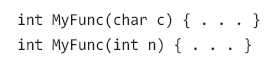 int MyFunc(char c) { . . . }
int MyFunc(int n) { . . . }